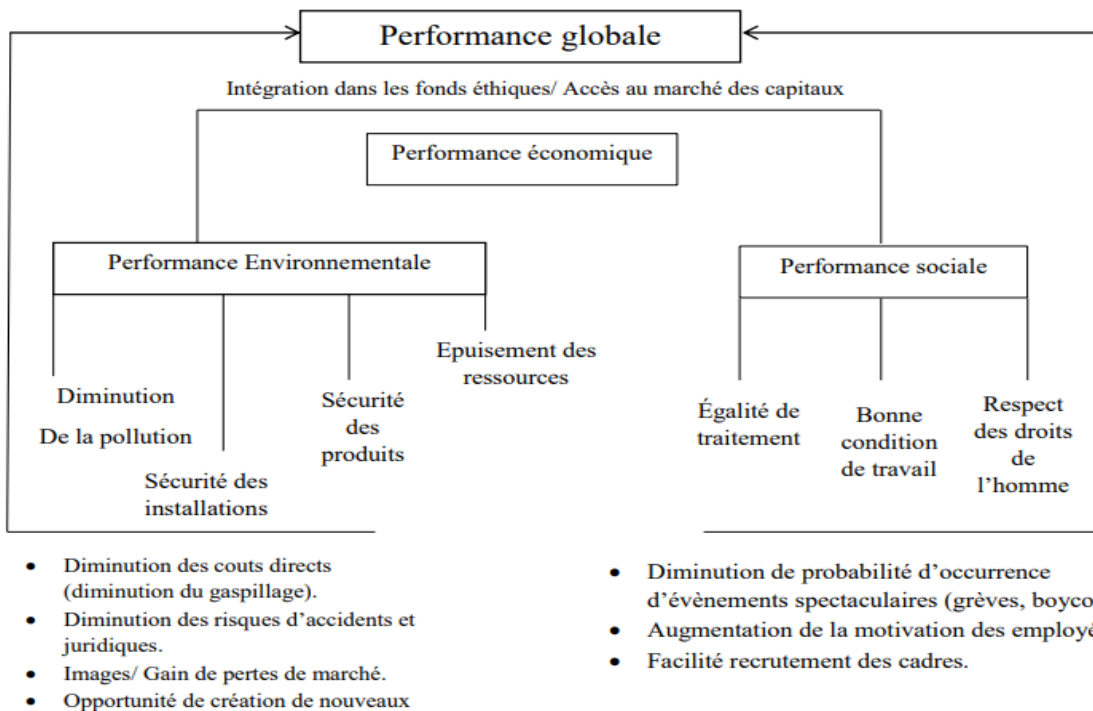 Performance globale
Intégration dans les fonds éthiques/ Accès au marché des capitaux
Performance économique
Performance Environnementale
Performance sociale
Diminution
De la pollution
Sécurité des
installations
Sécurité
des
produits
Epuisement des
ressources
Égalité de
traitement
Bonne
condition
de travail
Respect
des droits
de
l'homme
• Diminution des couts directs
(diminution du gaspillage).
• Diminution des risques d'accidents et
juridiques.
• Images/ Gain de pertes de marché.
• Opportunité de création de nouveaux
• Diminution de probabilité d'occurrence
d'évènements spectaculaires (grèves, boyco
• Augmentation de la motivation des employé
• Facilité recrutement des cadres.